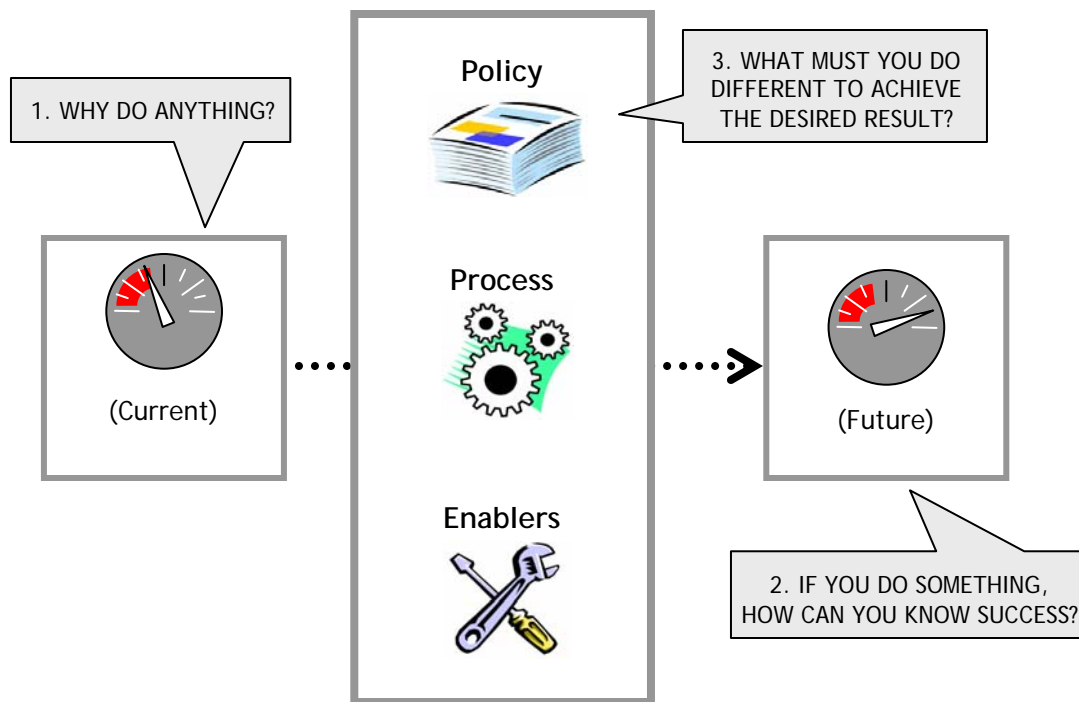 1. WHY DO ANYTHING?
(Current)
Policy
Process
Enablers
3. WHAT MUST YOU DO
DIFFERENT TO ACHIEVE
THE DESIRED RESULT?
(Future)
2. IF YOU DO SOMETHING,
HOW CAN YOU KNOW SUCCESS?